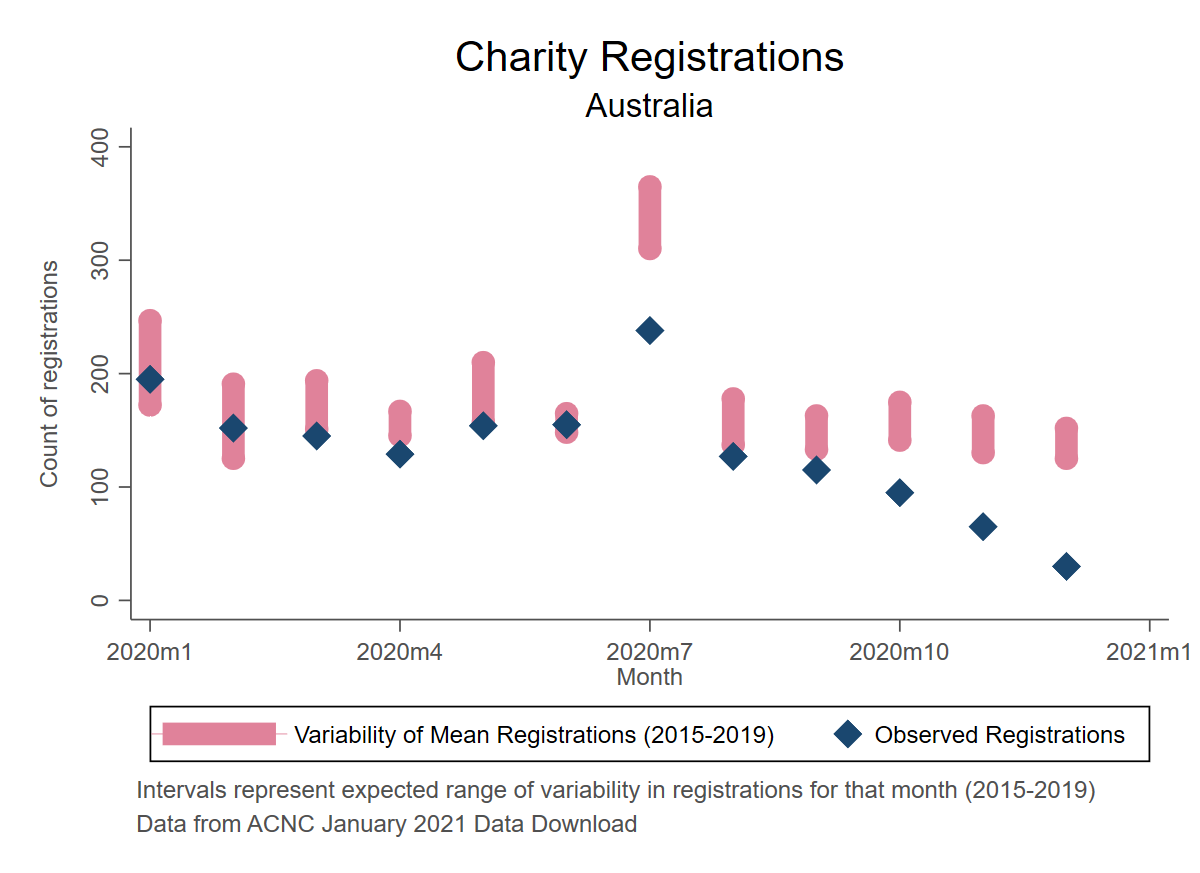 Charity Registrations
Australia
Count of registrations
400
300
200
100
0
2020m1 2020m4 2020m7 2020m10 2021m1
Month
Variability of Mean Registrations (2015-2019) Observed Registrations
Intervals represent expected range of variability in registrations for that month (2015-2019)
Data from ACNC January 2021 Data Download